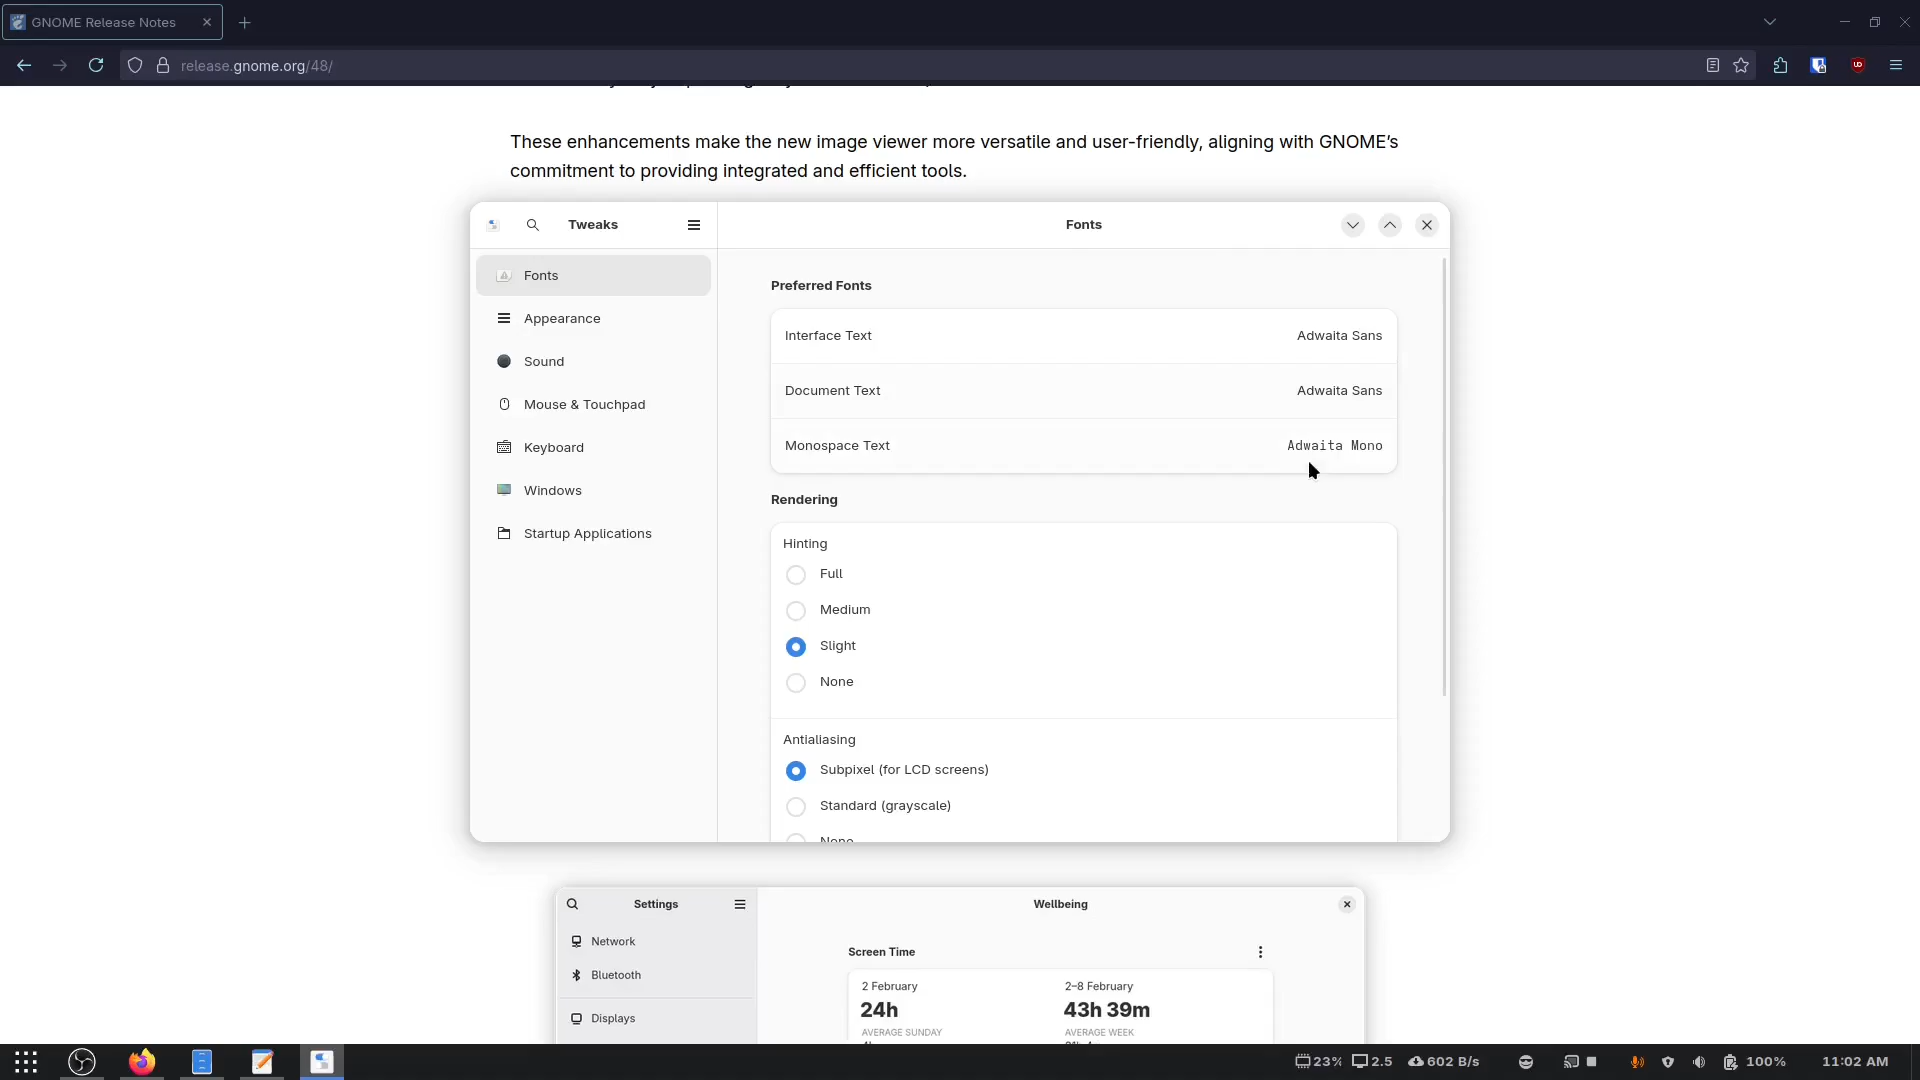 GNOME Release Notes
release.gnome.org/48/
These enhancements make the new image viewer more versatile and user-friendly, aligning with GNOME’s
commitment to providing integrated and efficient tools.
Tweaks
Fonts
Fonts
Appearance
Sound
Mouse & Touchpad
Keyboard
Windows
Startup Applications
Preferred Fonts
Interface Text Adwaita Sans
Document Text Adwaita Sans
Monospace Text Adwaita Mono
Rendering
Hinting
Full
Medium
Slight
None
Antialiasing
Subpixel (for LCD screens)
Standard (grayscale)
None
Settings
Wellbeing
Network
Bluetooth
Displays
Screen Time
2 February 2–8 February
24h 43h 39m
AVERAGE SUNDAY AVERAGE WEEK
23% 2.5 602 B/s 100% 11:02 AM